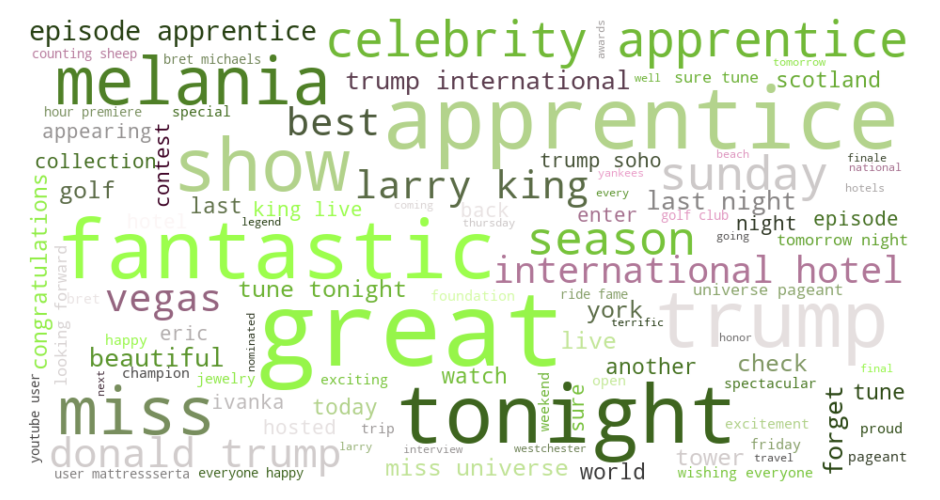 episode apprentice
celebrity apprentice
awards
counting sheep
bret michaels
melania
trump international
well
sure tune
tomorrow
scotland
hour premiere
special
best
apprentice
appearing
contest
show
collection
golf
larry king
trump soho
yankees
every
sunday
beach
finale
national
hotels
last
king live
legend
coming
back
thursday
enter
last night
golf club
night
going
episode
tomorrow night
hotel
congratulations
looking forward
fantastic
season
international hotel
bret
vegas
tune tonight
foundation
ride fame
universe pageant
great
york
terrific
trump
honor
eric
nominated
live
happy
beautiful
champion
next
jewelry
exciting
watch
another
check
spectacular
final
youtube user
miss
ivanka
today
hosted
trip
tonight
weekend
sure
open
excitement
forget
tune
proud
friday
donald trump
larry
interview
westchester
miss universe
world
tower
travel
pageant
user mattressserta
everyone happy
wishing everyone